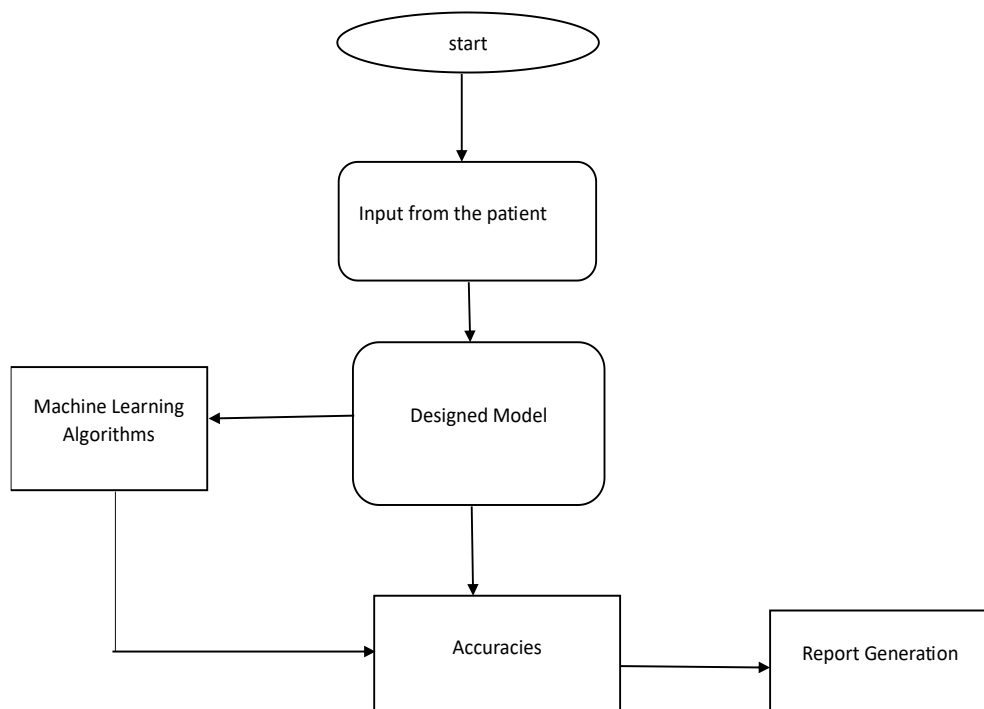 start
Input from the patient
Machine Learning
Algorithms
Designed Model
Accuracies
Report Generation